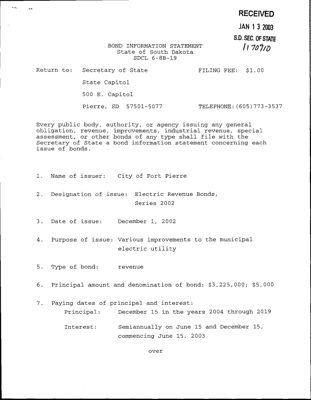 RECEIVED
JAN 13 2003
S.D. SEC. OF STATE
BOND INFORMATION STATEMENT
State of South Dakota
SDCL 6-8B-19
Return to: Secretary of State FILING FEE: $1.00
State Capitol
500 E. Capitol
Pierre, SD 57501-5077 TELEPHONE:(605)773-3537
Every public body, authority, or agency issuing any general
obligation, revenue, improvements, industrial revenue, special
assessment, or other bonds of any type shall file with the
Secretary of State a bond information statement concerning each
issue of bonds.
1. Name of issuer: City of Fort Pierre
2. Designation of issue: Electric Revenue Bonds,
Series 2002
3. Date of issue: December 1, 2002
4. Purpose of issue: Various improvements to the municipal
electric utility
5. Type of bond: revenue
6. Principal amount and denomination of bond: $3,225,000; $5,000
7. Paying dates of principal and interest:
Principal: December 15 in the years 2004 through 2019
Interest: Semiannually on June 15 and December 15,
commencing June 15, 2003
over